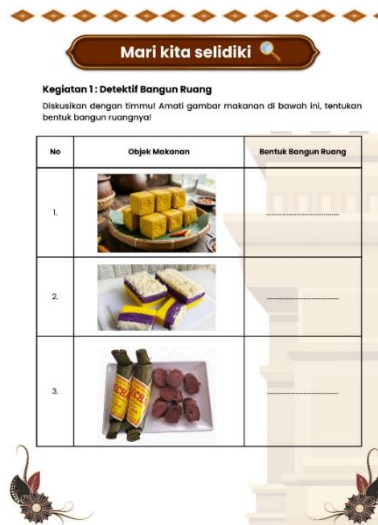 Mari kita selidiki
Kegiatan 1 : Detektif Bangun Ruang
Diskusikan dengan timmu! Amati gambar makanan di bawah ini, tentukan
bentuk bangun ruangnya!
No Objek Makanan Bentuk Bangun Ruang
1. ................................
2. ................................
3. ................................